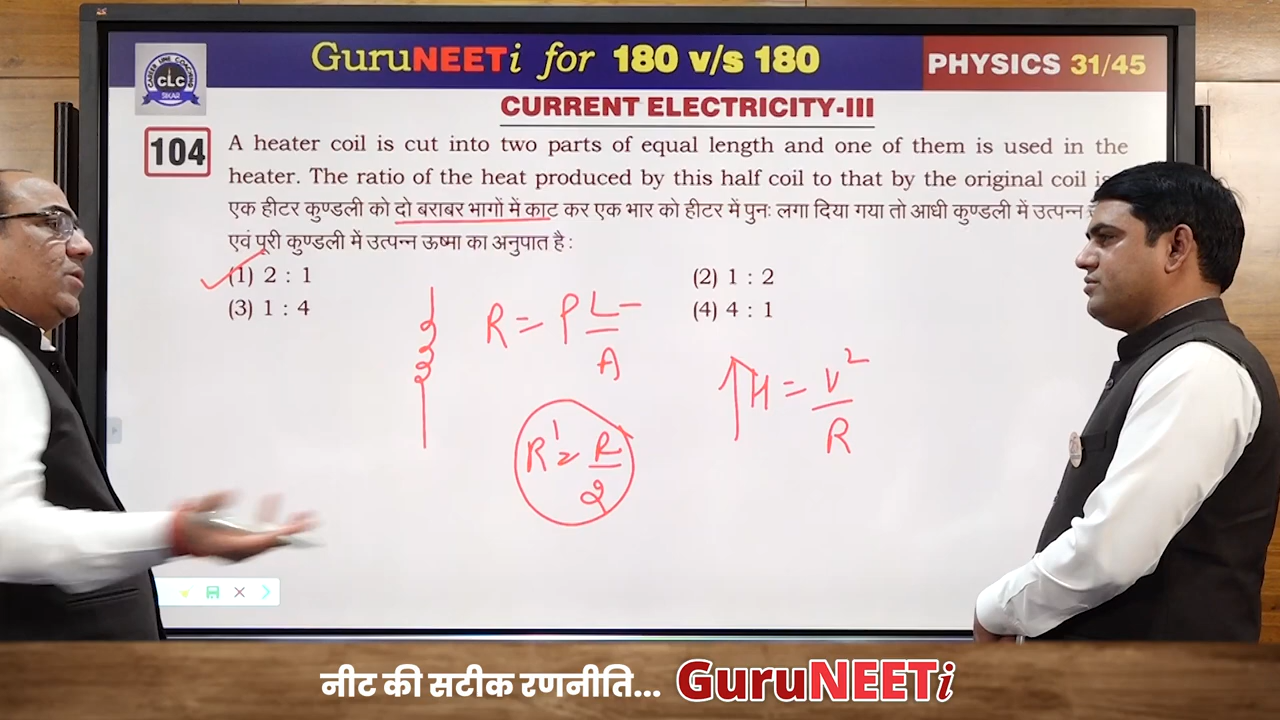 GuruNEETi for 180 v/s 180
PHYSICS 31/45
CAREER LINE COACHING
CLC
SIKAR
CURRENT ELECTRICITY-III
104
A heater coil is cut into two parts of equal length and one of them is used in the
heater. The ratio of the heat produced by this half coil to that by the original coil is
एक हीटर कुण्डली को दो बराबर भागों में काट कर एक भार को हीटर में पुनः लगा दिया गया तो आधी कुण्डली में उत्पन्न
एवं पूरी कुण्डली में उत्पन्न ऊष्मा का अनुपात है :
(1) 2 : 1
(2) 1 : 2
(3) 1 : 4
(4) 4 : 1
R = ρ L / A
H = V² / R
R' = R / 2
नीट की सटीक रणनीति... GuruNEETi